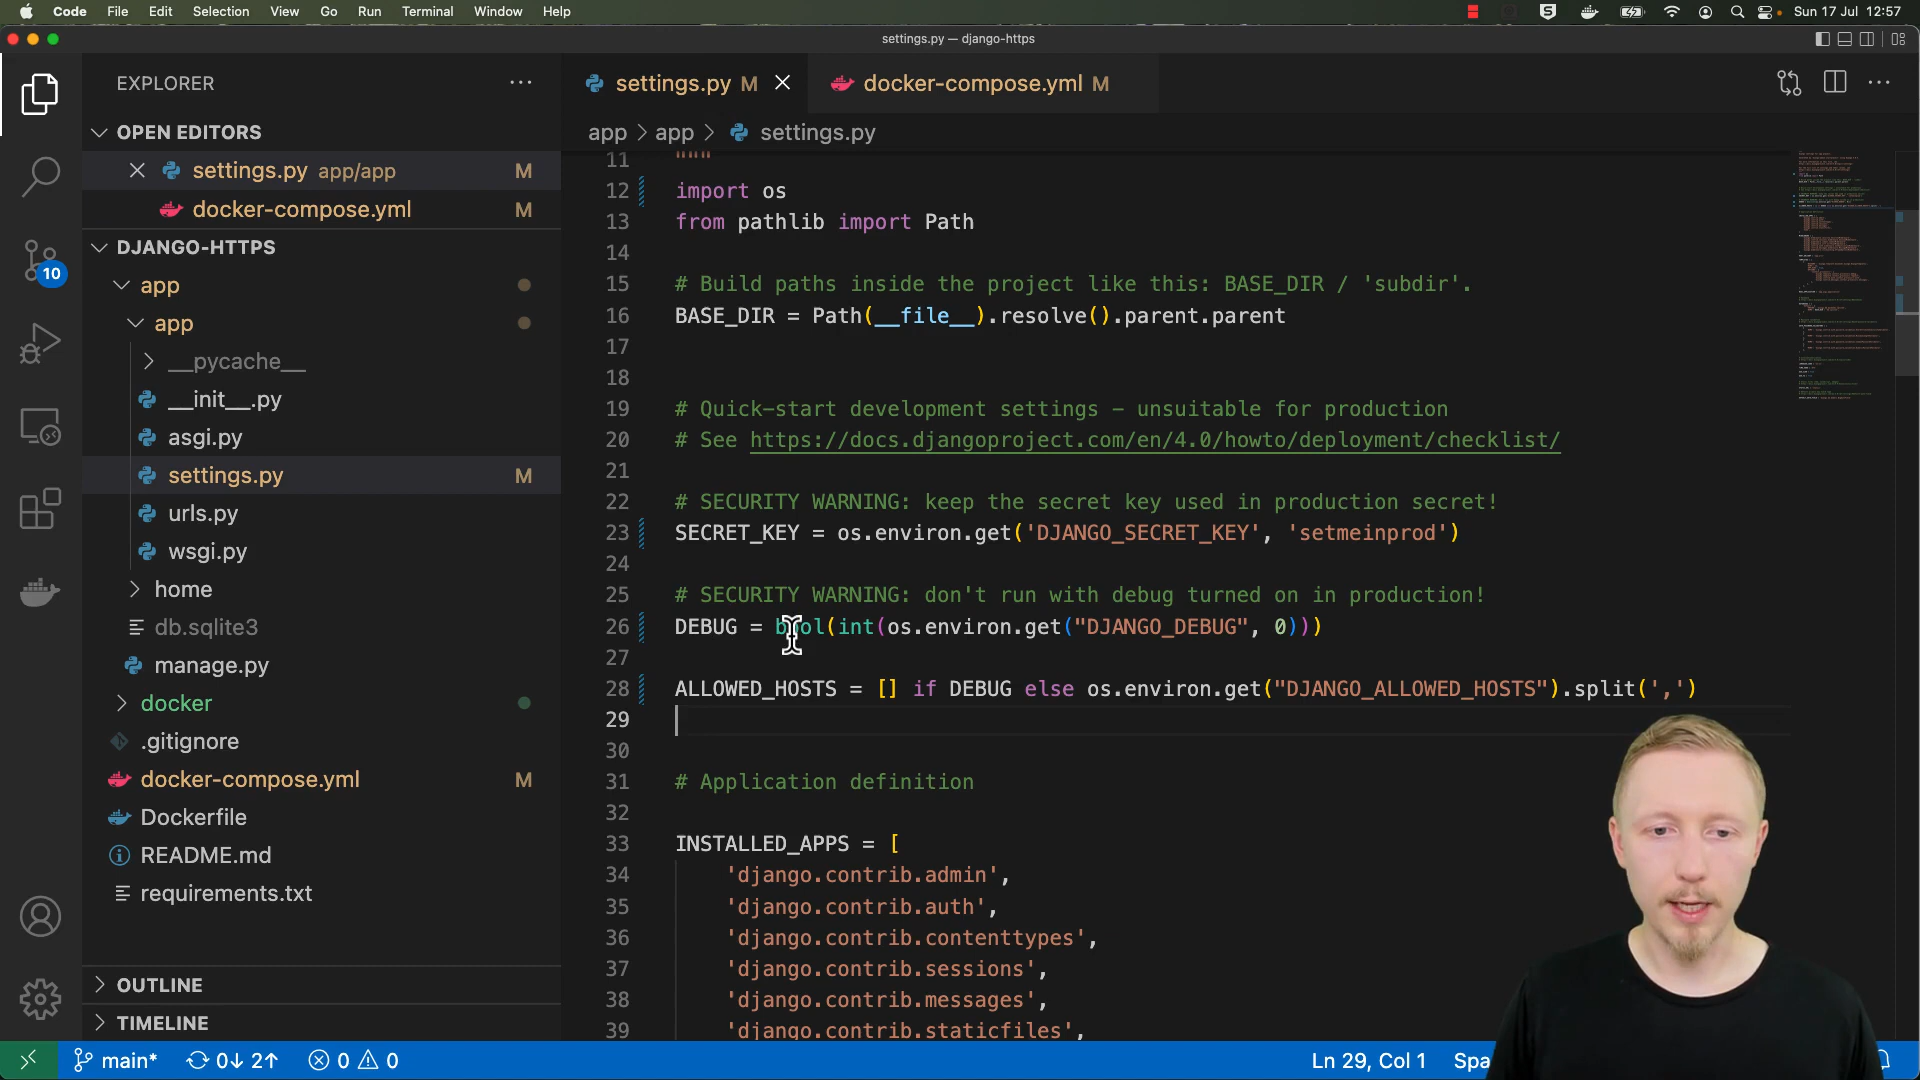 Code File Edit Selection View Go Run Terminal Window Help
Sun 17 Jul 12:57
settings.py — django-https
EXPLORER
OPEN EDITORS
settings.py app/app M
docker-compose.yml M
DJANGO-HTTPS
app
app
__pycache__
__init__.py
asgi.py
settings.py M
urls.py
wsgi.py
home
db.sqlite3
manage.py
docker
.gitignore
docker-compose.yml M
Dockerfile
README.md
requirements.txt
OUTLINE
TIMELINE
10
settings.py M
docker-compose.yml M
app > app > settings.py
11 """
12 import os
13 from pathlib import Path
14
15 # Build paths inside the project like this: BASE_DIR / 'subdir'.
16 BASE_DIR = Path(__file__).resolve().parent.parent
17
18
19 # Quick-start development settings - unsuitable for production
20 # See https://docs.djangoproject.com/en/4.0/howto/deployment/checklist/
21
22 # SECURITY WARNING: keep the secret key used in production secret!
23 SECRET_KEY = os.environ.get('DJANGO_SECRET_KEY', 'setmeinprod')
24
25 # SECURITY WARNING: don't run with debug turned on in production!
26 DEBUG = bool(int(os.environ.get("DJANGO_DEBUG", 0)))
27
28 ALLOWED_HOSTS = [] if DEBUG else os.environ.get("DJANGO_ALLOWED_HOSTS").split(',')
29
30
31 # Application definition
32
33 INSTALLED_APPS = [
34 'django.contrib.admin',
35 'django.contrib.auth',
36 'django.contrib.contenttypes',
37 'django.contrib.sessions',
38 'django.contrib.messages',
39 'django.contrib.staticfiles',
main* 0↓ 2↑ 0 0
Ln 29, Col 1 Spa